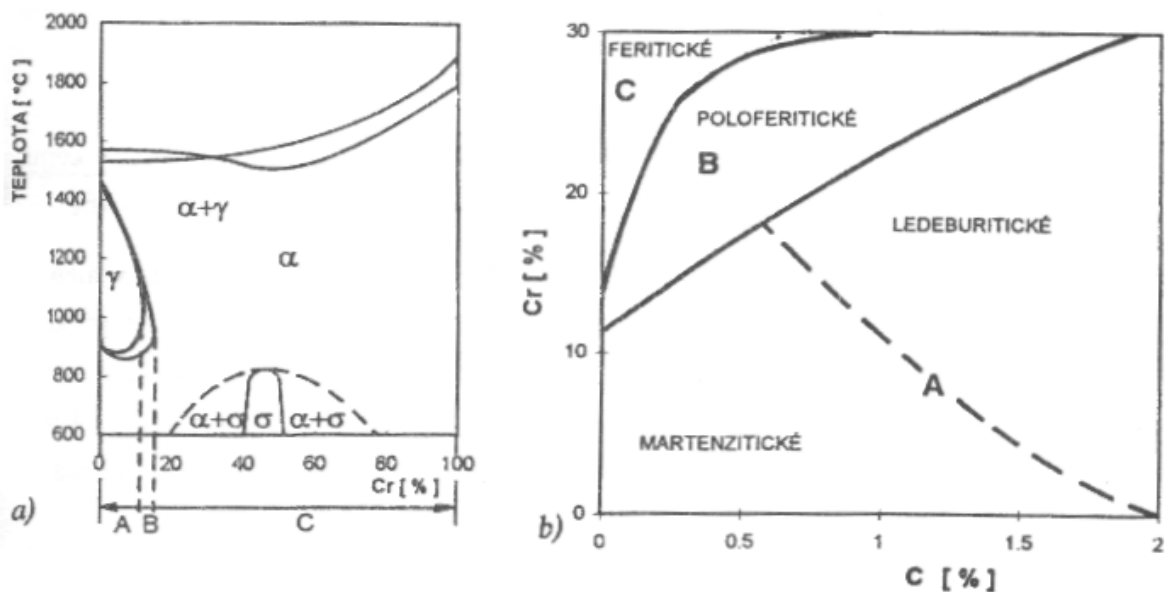 TEPLOTA [ °C]
2000
1800
1600
1400
1200
1000
800
600
α+γ
α
γ
α+σ
σ
α+σ
0
20
40
60
80
100
Cr [ % ]
A
B
C
a)
Cr [ % ]
30
20
10
0
FERITICKÉ
C
POLOFERITICKÉ
B
LEDEBURITICKÉ
A
MARTENZITICKÉ
0
0.5
1
1.5
2
C [ % ]
b)